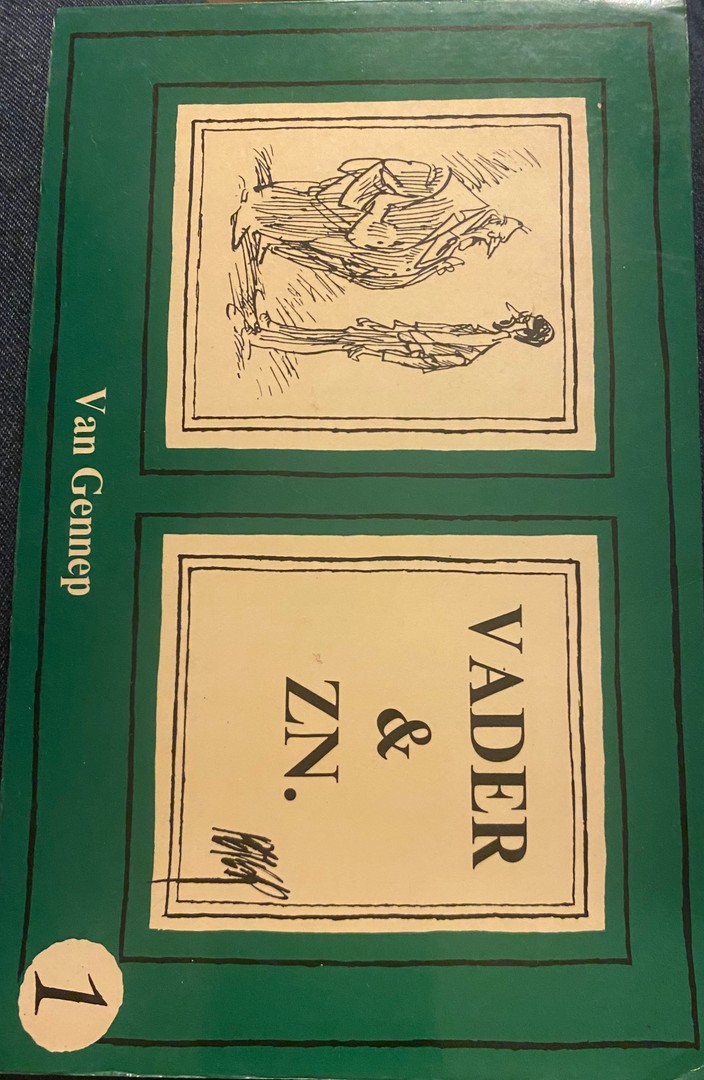 VADER
&
ZN.
Van Gennep
1